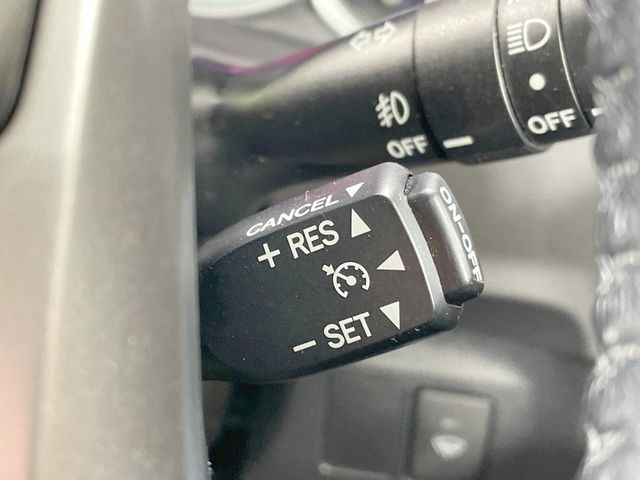 OFF
OFF
CANCEL
ON-OFF
+ RES
- SET